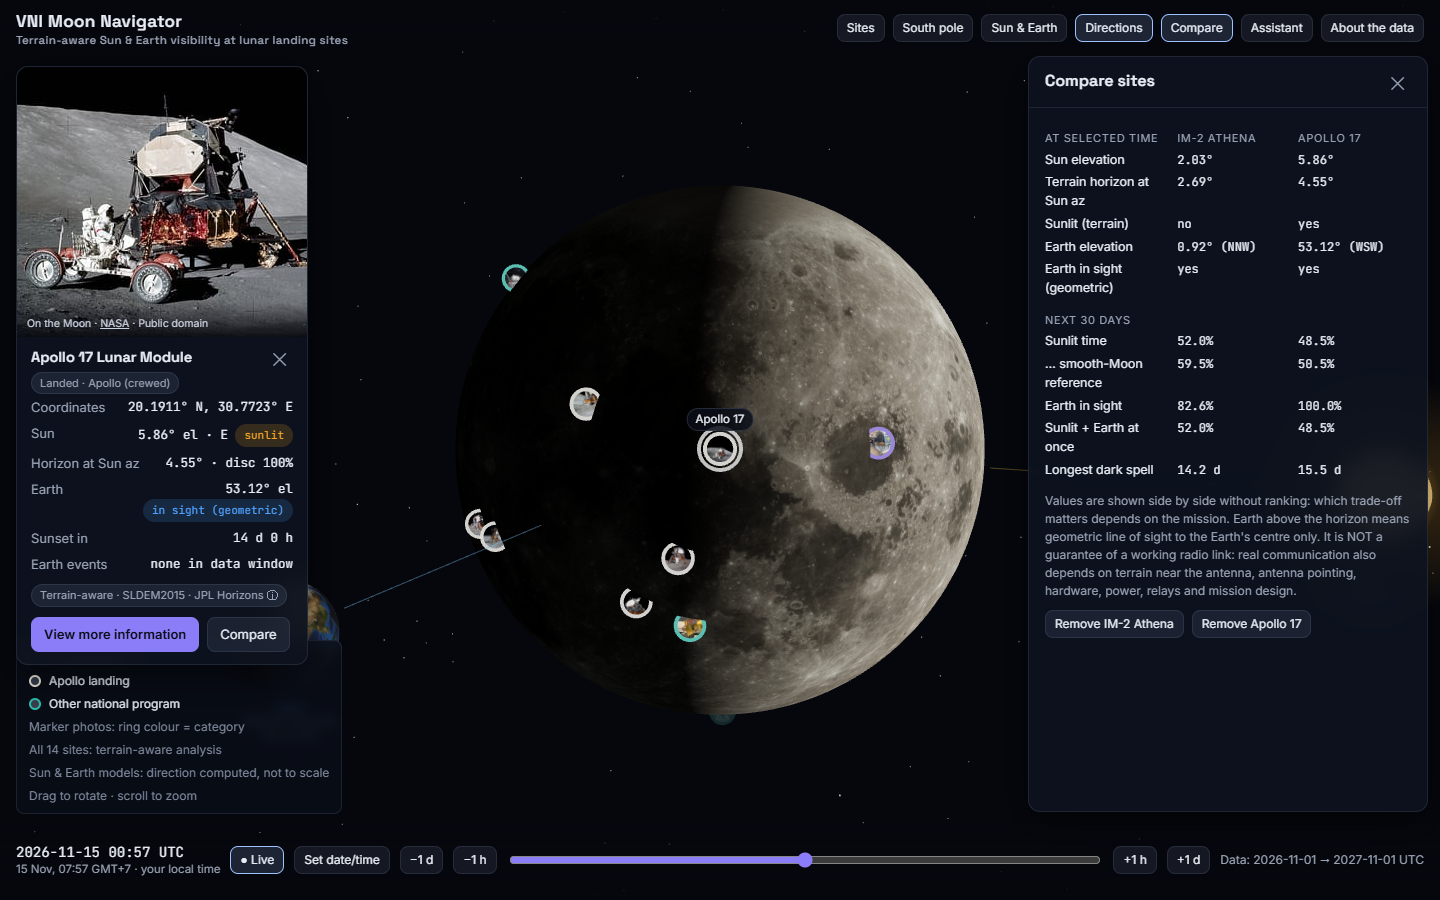 VNI Moon Navigator
Terrain-aware Sun & Earth visibility at lunar landing sites
Sites
South pole
Sun & Earth
Directions
Compare
Assistant
About the data
On the Moon · NASA · Public domain
Apollo 17 Lunar Module
Landed · Apollo (crewed)
Coordinates 20.1911° N, 30.7723° E
Sun 5.86° el · E sunlit
Horizon at Sun az 4.55° · disc 100%
Earth 53.12° el
in sight (geometric)
Sunset in 14 d 0 h
Earth events none in data window
Terrain-aware · SLDEM2015 · JPL Horizons ⓘ
View more information
Compare
Apollo landing
Other national program
Marker photos: ring colour = category
All 14 sites: terrain-aware analysis
Sun & Earth models: direction computed, not to scale
Drag to rotate · scroll to zoom
Apollo 17
Compare sites
AT SELECTED TIME IM-2 ATHENA APOLLO 17
Sun elevation 2.03° 5.86°
Terrain horizon at 2.69° 4.55°
Sun az
Sunlit (terrain) no yes
Earth elevation 0.92° (NNW) 53.12° (WSW)
Earth in sight yes yes
(geometric)
NEXT 30 DAYS
Sunlit time 52.0% 48.5%
... smooth-Moon 59.5% 50.5%
reference
Earth in sight 82.6% 100.0%
Sunlit + Earth at 52.0% 48.5%
once
Longest dark spell 14.2 d 15.5 d
Values are shown side by side without ranking: which trade-off
matters depends on the mission. Earth above the horizon means
geometric line of sight to the Earth's centre only. It is NOT a
guarantee of a working radio link: real communication also
depends on terrain near the antenna, antenna pointing,
hardware, power, relays and mission design.
Remove IM-2 Athena
Remove Apollo 17
2026-11-15 00:57 UTC
15 Nov, 07:57 GMT+7 · your local time
● Live
Set date/time
−1 d
−1 h
+1 h
+1 d
Data: 2026-11-01 → 2027-11-01 UTC